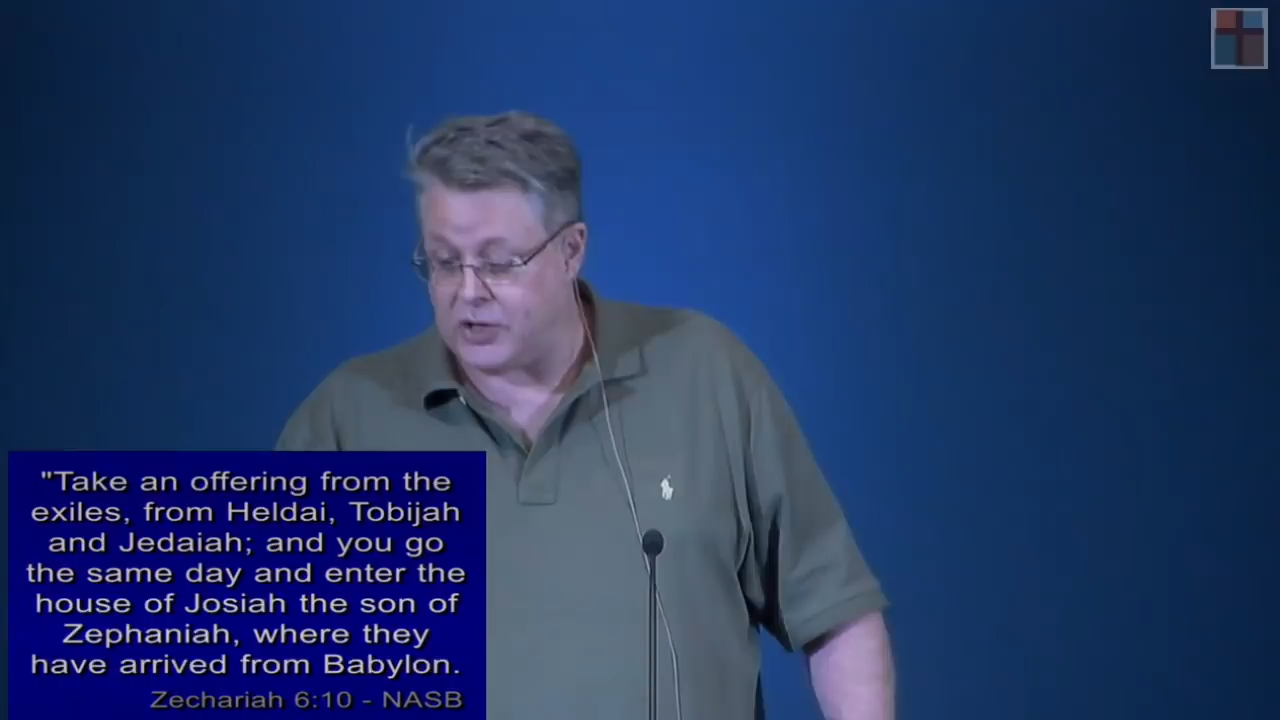 "Take an offering from the
exiles, from Heldai, Tobijah
and Jedaiah; and you go
the same day and enter the
house of Josiah the son of
Zephaniah, where they
have arrived from Babylon.
Zechariah 6:10 - NASB